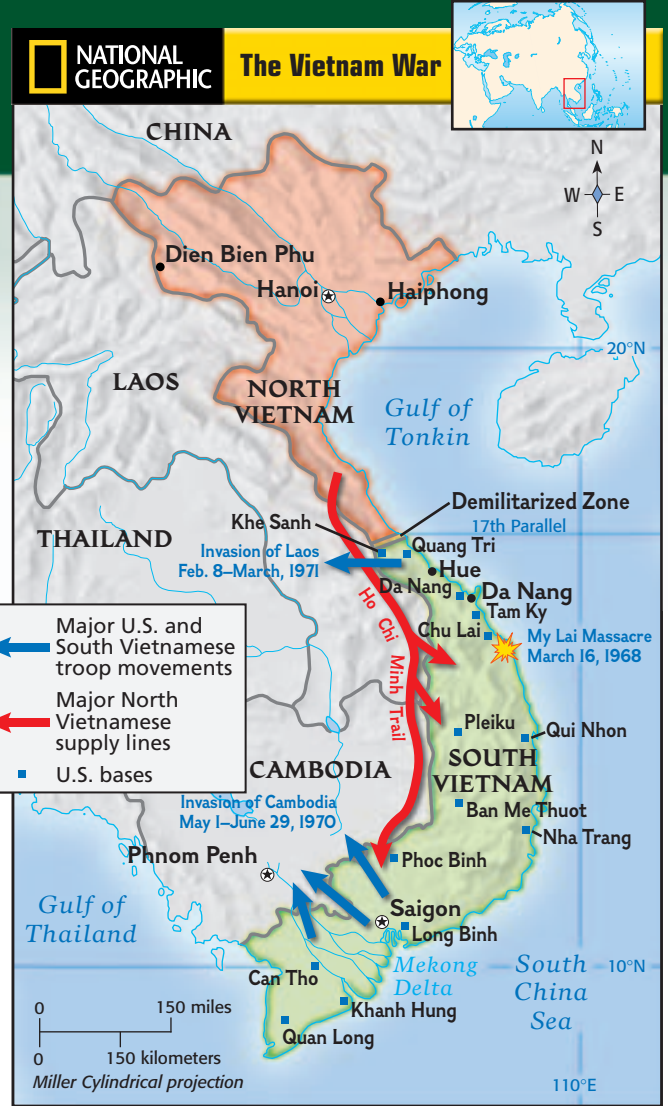 NATIONAL
GEOGRAPHIC
The Vietnam War
CHINA
N
W
E
S
Dien Bien Phu
Hanoi
Haiphong
20°N
LAOS
NORTH
VIETNAM
Gulf of
Tonkin
Demilitarized Zone
17th Parallel
THAILAND
Khe Sanh
Quang Tri
Invasion of Laos
Feb. 8–March, 1971
Hue
Da Nang
Da Nang
Tam Ky
Ho Chi Minh Trail
Chu Lai
My Lai Massacre
March 16, 1968
Major U.S. and
South Vietnamese
troop movements
Major North
Vietnamese
supply lines
U.S. bases
Pleiku
Qui Nhon
CAMBODIA
SOUTH
VIETNAM
Invasion of Cambodia
May 1–June 29, 1970
Ban Me Thuot
Nha Trang
Phnom Penh
Phoc Binh
Gulf of
Thailand
Saigon
Long Binh
Can Tho
Mekong
Delta
South
China
Sea
10°N
Khanh Hung
Quan Long
0
150 miles
0
150 kilometers
Miller Cylindrical projection
110°E